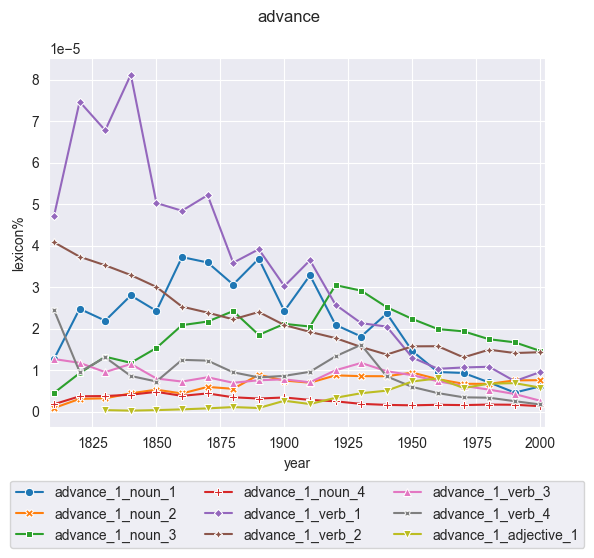 advance
1e−5
8
7
6
5
4
3
2
1
0
lexicon%
1825 1850 1875 1900 1925 1950 1975 2000
year
advance_1_noun_1 advance_1_noun_4 advance_1_verb_3
advance_1_noun_2 advance_1_verb_1 advance_1_verb_4
advance_1_noun_3 advance_1_verb_2 advance_1_adjective_1